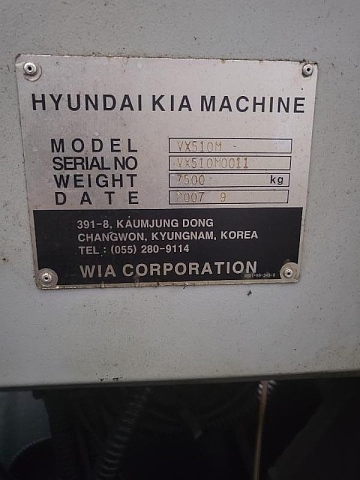 HYUNDAI KIA MACHINE
MODEL VX510M -
SERIAL NO VX510M0011
WEIGHT 7500 kg
DATE 9
391-8, KAUMJUNG DONG
CHANGWON, KYUNGNAM, KOREA
TEL : (055) 280-9114
WIA CORPORATION